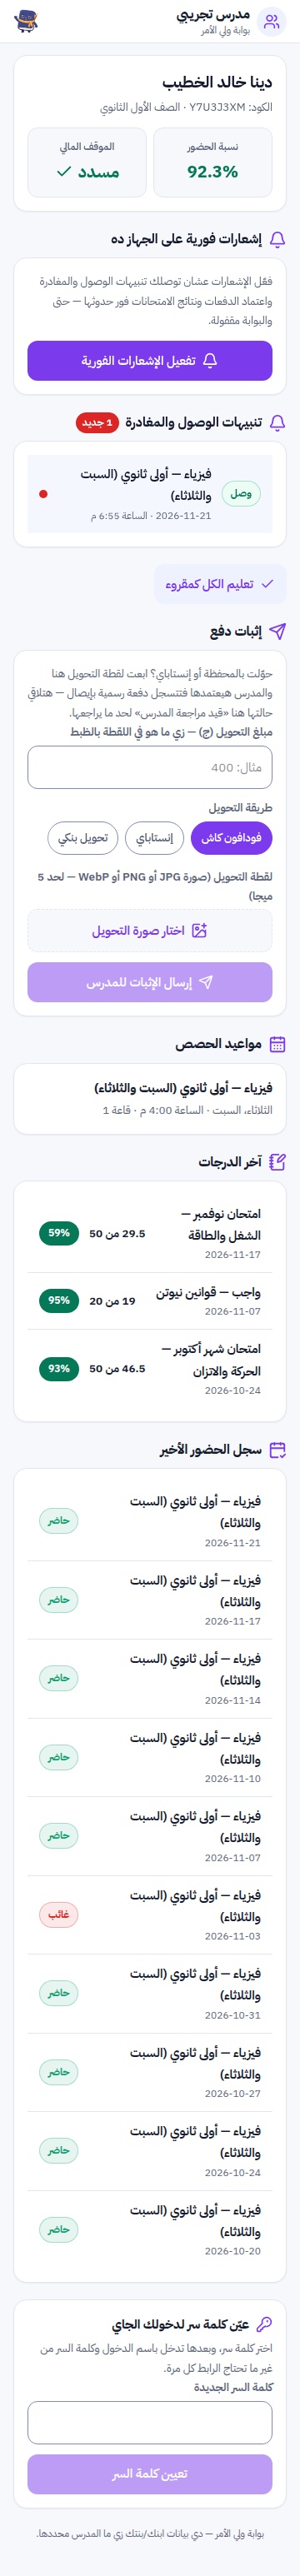 مدرس تجريبي
بوابة ولي الأمر
دينا خالد الخطيب
الكود: Y7U3J3XM · الصف الأول الثانوي
نسبة الحضور
92.3%
الموقف المالي
مسدد
إشعارات فورية على الجهاز ده
فعّل الإشعارات عشان توصلك تنبيهات الوصول والمغادرة
واعتماد الدفعات ونتائج الامتحانات فور حدوثها — حتى
والبوابة مقفولة.
تفعيل الإشعارات الفورية
تنبيهات الوصول والمغادرة
1 جديد
وصل
فيزياء — أولى ثانوي (السبت
والثلاثاء)
2026-11-21 · الساعة 6:55 م
تعليم الكل كمقروء
إثبات دفع
حوّلت بالمحفظة أو إنستاباي؟ ابعت لقطة التحويل هنا
والمدرس هيعتمدها فتتسجل دفعة رسمية بإيصال — هتلاقي
حالتها هنا «قيد مراجعة المدرس» لحد ما يراجعها.
مبلغ التحويل (ج) — زي ما هو في اللقطة بالظبط
مثال: 400
طريقة التحويل
فودافون كاش
إنستاباي
تحويل بنكي
لقطة التحويل (صورة JPG أو PNG أو WebP — لحد 5
ميجا)
اختار صورة التحويل
إرسال الإثبات للمدرس
مواعيد الحصص
فيزياء — أولى ثانوي (السبت والثلاثاء)
الثلاثاء، السبت · الساعة 4:00 م · قاعة 1
آخر الدرجات
امتحان نوفمبر —
الشغل والطاقة
2026-11-17
29.5 من 50
59%
واجب — قوانين نيوتن
2026-11-07
19 من 20
95%
امتحان شهر أكتوبر —
الحركة والاتزان
2026-10-24
46.5 من 50
93%
سجل الحضور الأخير
فيزياء — أولى ثانوي (السبت
والثلاثاء)
2026-11-21
حاضر
فيزياء — أولى ثانوي (السبت
والثلاثاء)
2026-11-17
حاضر
فيزياء — أولى ثانوي (السبت
والثلاثاء)
2026-11-14
حاضر
فيزياء — أولى ثانوي (السبت
والثلاثاء)
2026-11-10
حاضر
فيزياء — أولى ثانوي (السبت
والثلاثاء)
2026-11-07
حاضر
فيزياء — أولى ثانوي (السبت
والثلاثاء)
2026-11-03
غائب
فيزياء — أولى ثانوي (السبت
والثلاثاء)
2026-10-31
حاضر
فيزياء — أولى ثانوي (السبت
والثلاثاء)
2026-10-27
حاضر
فيزياء — أولى ثانوي (السبت
والثلاثاء)
2026-10-24
حاضر
فيزياء — أولى ثانوي (السبت
والثلاثاء)
2026-10-20
حاضر
عيّن كلمة سر لدخولك الجاي
اختر كلمة سر، وبعدها تدخل باسم الدخول وكلمة السر من
غير ما تحتاج الرابط كل مرة.
كلمة السر الجديدة
تعيين كلمة السر
بوابة ولي الأمر — دي بيانات ابنك/بنتك زي ما المدرس محددها.